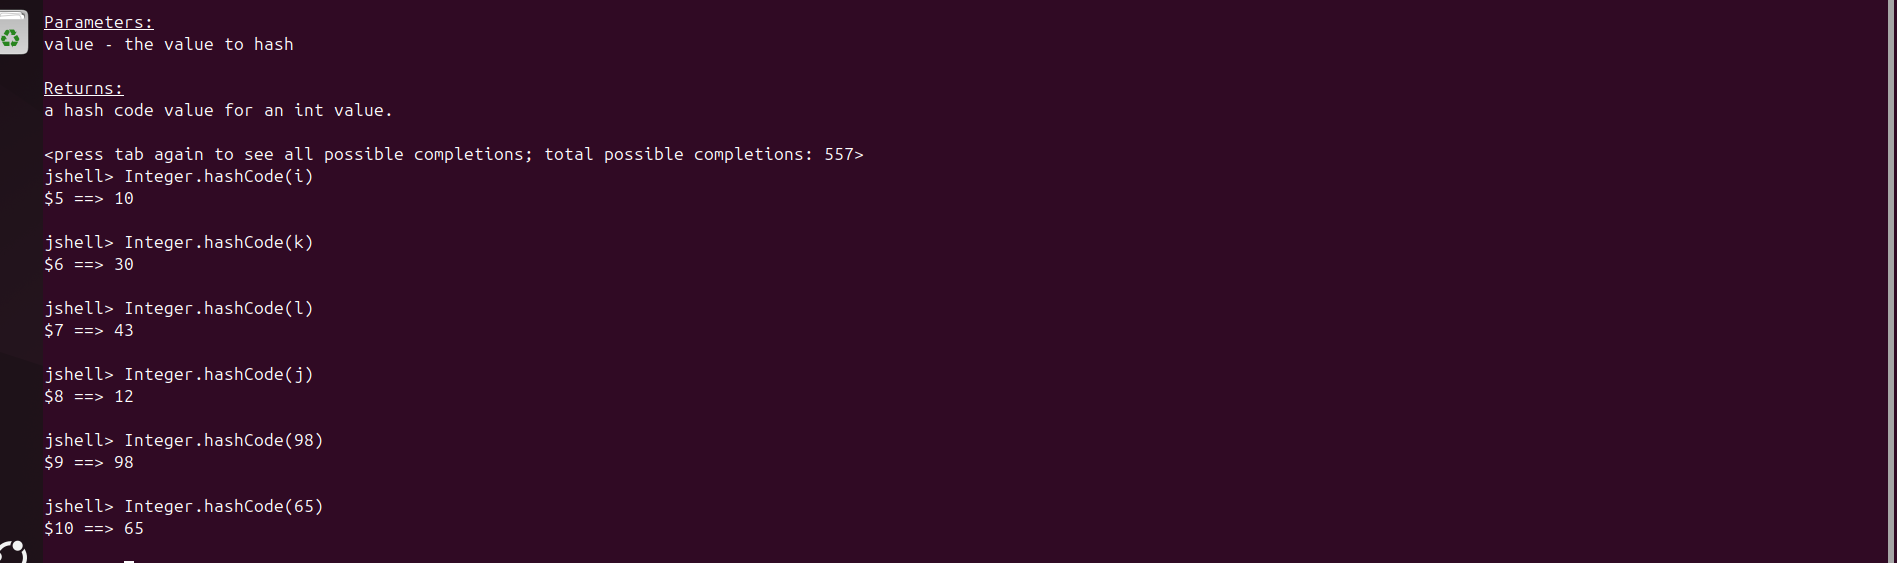 Parameters:
value - the value to hash
Returns:
a hash code value for an int value.
<press tab again to see all possible completions; total possible completions: 557>
jshell> Integer.hashCode(i)
$5 ==> 10
jshell> Integer.hashCode(k)
$6 ==> 30
jshell> Integer.hashCode(l)
$7 ==> 43
jshell> Integer.hashCode(j)
$8 ==> 12
jshell> Integer.hashCode(98)
$9 ==> 98
jshell> Integer.hashCode(65)
$10 ==> 65